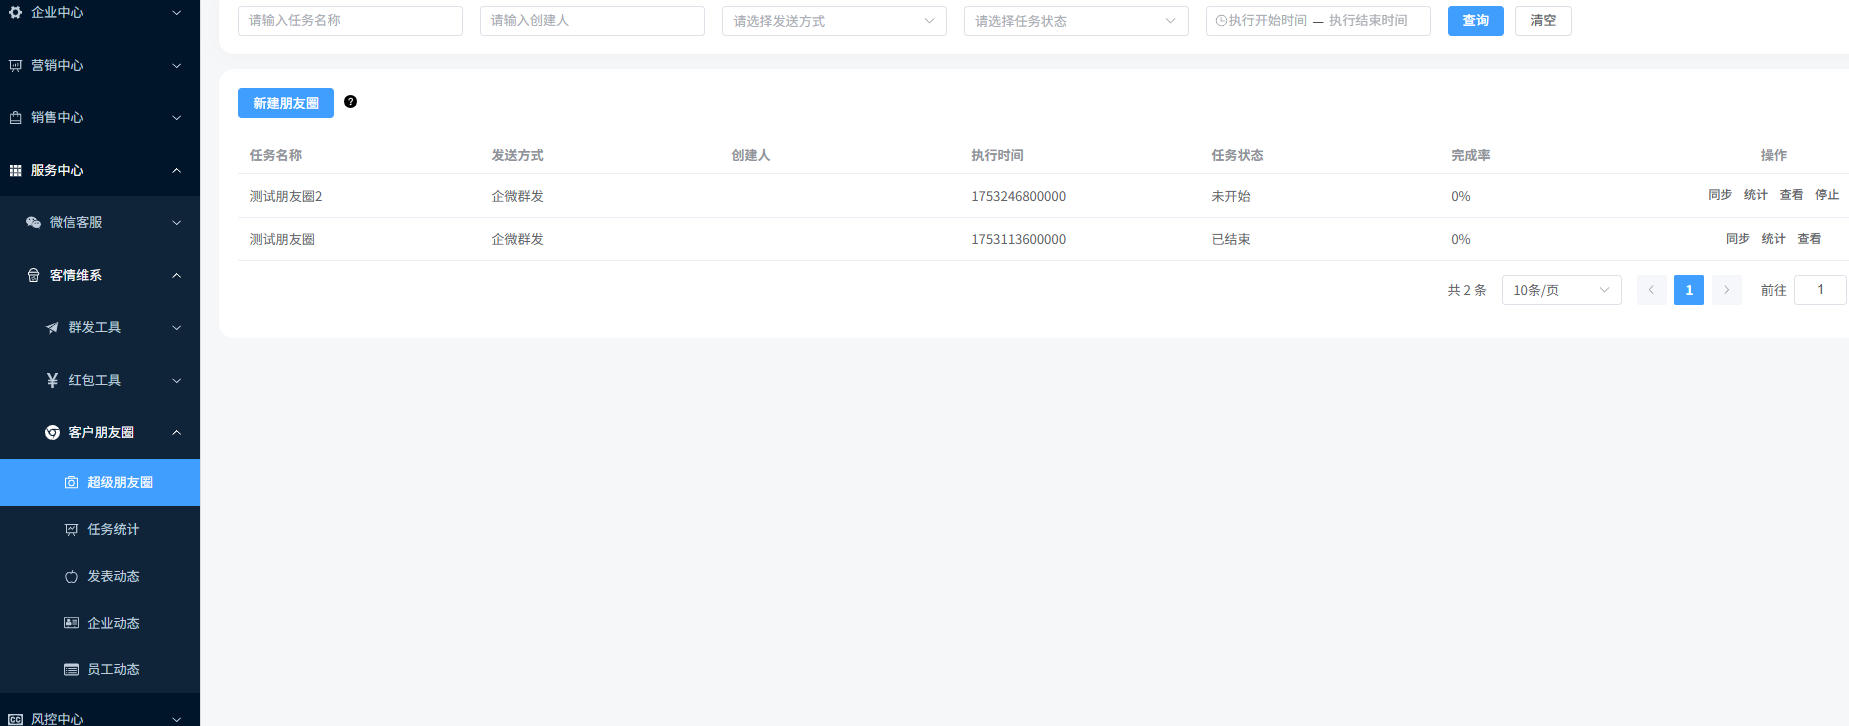 企业中心
营销中心
销售中心
服务中心
微信客服
客情维系
群发工具
¥ 红包工具
客户朋友圈
超级朋友圈
任务统计
发表动态
企业动态
员工动态
CC 风控中心
请输入任务名称 请输入创建人 请选择发送方式 请选择任务状态 执行开始时间 — 执行结束时间 查询 清空
新建朋友圈 ?
任务名称 发送方式 创建人 执行时间 任务状态 完成率 操作
测试朋友圈2 企微群发 1753246800000 未开始 0% 同步 统计 查看 停止
测试朋友圈 企微群发 1753113600000 已结束 0% 同步 统计 查看
共 2 条 10条/页 1 前往 1